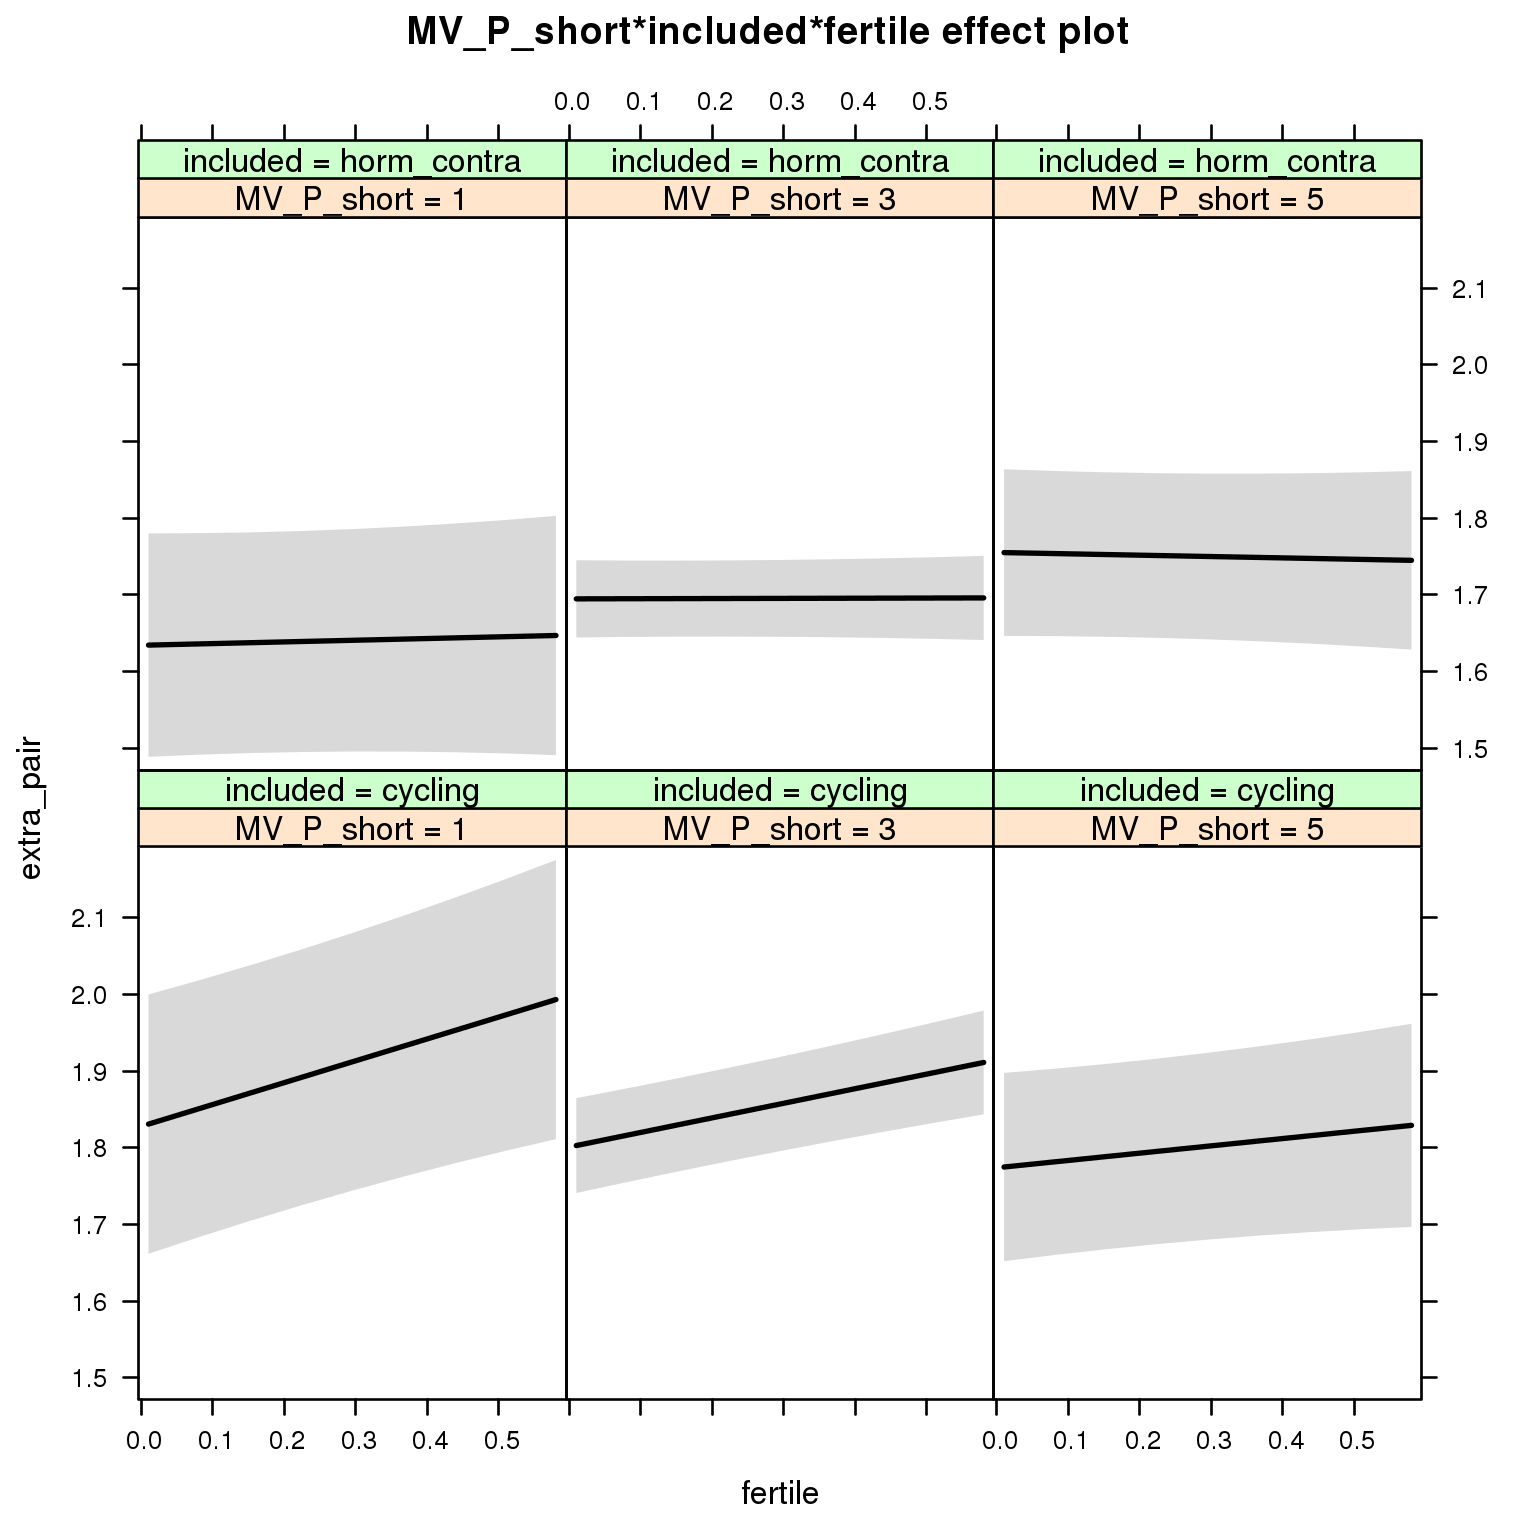 MV_P_short*included*fertile effect plot
0.0 0.1 0.2 0.3 0.4 0.5
included = horm_contra included = horm_contra included = horm_contra
MV_P_short = 1 MV_P_short = 3 MV_P_short = 5
2.1
2.0
1.9
1.8
1.7
1.6
1.5
extra_pair
included = cycling included = cycling included = cycling
MV_P_short = 1 MV_P_short = 3 MV_P_short = 5
2.1
2.0
1.9
1.8
1.7
1.6
1.5
0.0 0.1 0.2 0.3 0.4 0.5 0.0 0.1 0.2 0.3 0.4 0.5
fertile